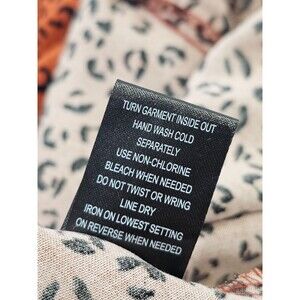 TURN GARMENT INSIDE OUT
HAND WASH COLD
SEPARATELY
USE NON-CHLORINE
BLEACH WHEN NEEDED
DO NOT TWIST OR WRING
LINE DRY
IRON ON LOWEST SETTING
ON REVERSE WHEN NEEDED